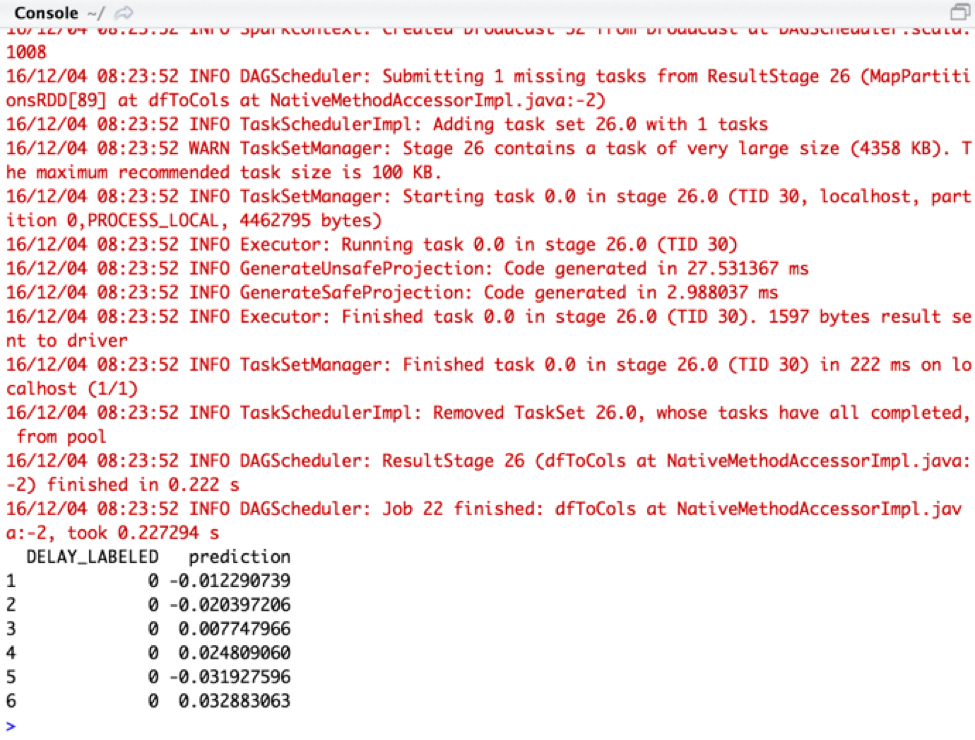 Console ~/
16/12/04 08:23:52 INFO SparkContext: Created broadcast 32 from broadcast at DAGScheduler.scala:
1008
16/12/04 08:23:52 INFO DAGScheduler: Submitting 1 missing tasks from ResultStage 26 (MapPartiti
onsRDD[89] at dfToCols at NativeMethodAccessorImpl.java:-2)
16/12/04 08:23:52 INFO TaskSchedulerImpl: Adding task set 26.0 with 1 tasks
16/12/04 08:23:52 WARN TaskSetManager: Stage 26 contains a task of very large size (4358 KB). T
he maximum recommended task size is 100 KB.
16/12/04 08:23:52 INFO TaskSetManager: Starting task 0.0 in stage 26.0 (TID 30, localhost, part
ition 0,PROCESS_LOCAL, 4462795 bytes)
16/12/04 08:23:52 INFO Executor: Running task 0.0 in stage 26.0 (TID 30)
16/12/04 08:23:52 INFO GenerateUnsafeProjection: Code generated in 27.531367 ms
16/12/04 08:23:52 INFO GenerateSafeProjection: Code generated in 2.988037 ms
16/12/04 08:23:52 INFO Executor: Finished task 0.0 in stage 26.0 (TID 30). 1597 bytes result se
nt to driver
16/12/04 08:23:52 INFO TaskSetManager: Finished task 0.0 in stage 26.0 (TID 30) in 222 ms on lo
calhost (1/1)
16/12/04 08:23:52 INFO TaskSchedulerImpl: Removed TaskSet 26.0, whose tasks have all completed,
 from pool
16/12/04 08:23:52 INFO DAGScheduler: ResultStage 26 (dfToCols at NativeMethodAccessorImpl.java:
-2) finished in 0.222 s
16/12/04 08:23:52 INFO DAGScheduler: Job 22 finished: dfToCols at NativeMethodAccessorImpl.jav
a:-2, took 0.227294 s
  DELAY_LABELED   prediction
1             0 -0.012290739
2             0 -0.020397206
3             0  0.007747966
4             0  0.024809060
5             0 -0.031927596
6             0  0.032883063
>